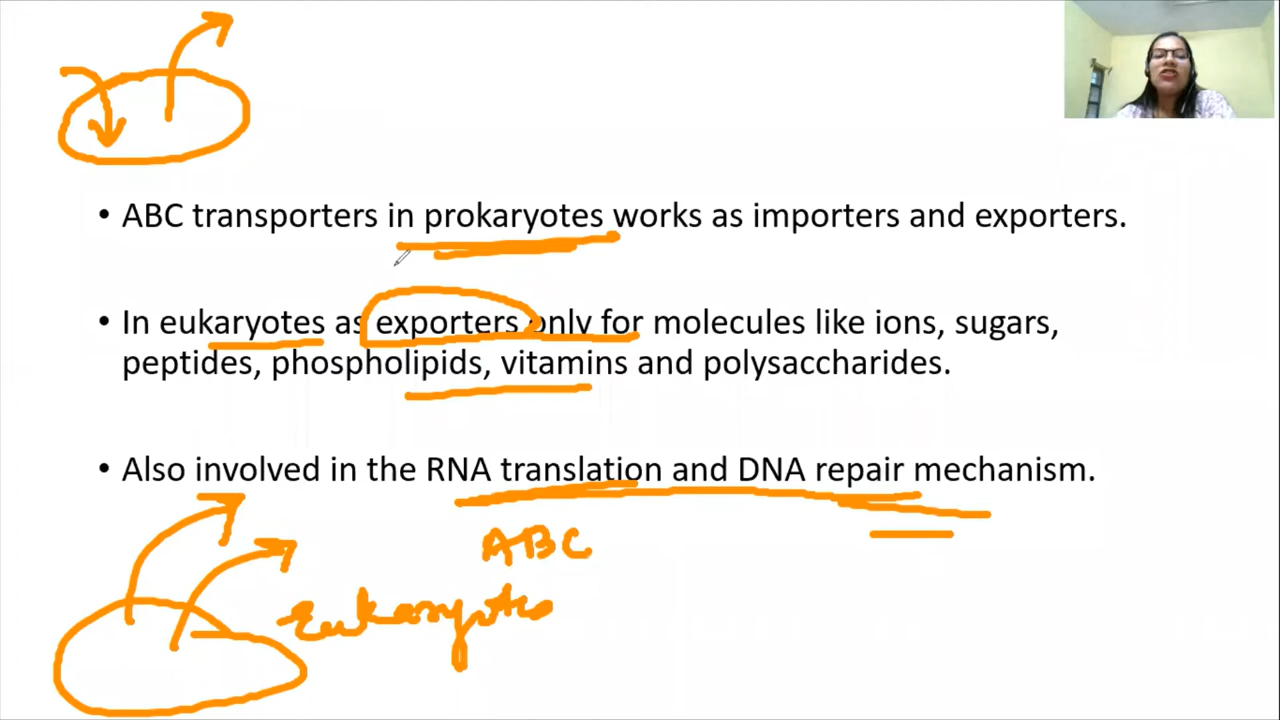 • ABC transporters in prokaryotes works as importers and exporters.
• In eukaryotes as exporters only for molecules like ions, sugars,
peptides, phospholipids, vitamins and polysaccharides.
• Also involved in the RNA translation and DNA repair mechanism.
ABC
Eukaryotes